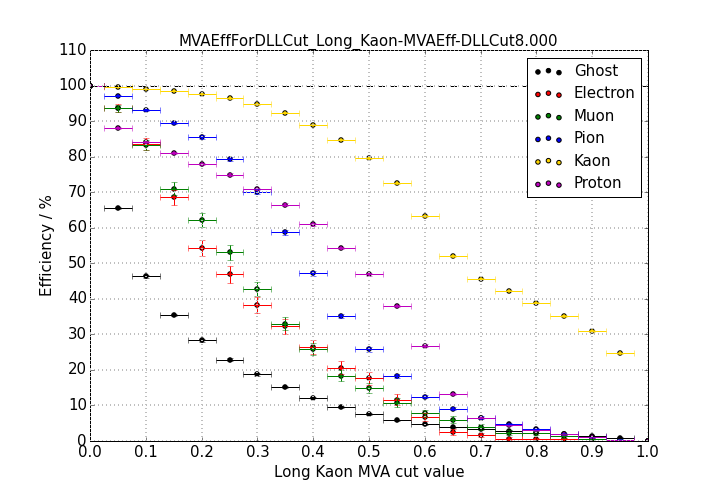 MVAEffForDLLCut_Long_Kaon-MVAEff-DLLCut8.000
110
100
90
80
70
60
50
40
30
20
10
0
Efficiency / %
Ghost
Electron
Muon
Pion
Kaon
Proton
0.0 0.1 0.2 0.3 0.4 0.5 0.6 0.7 0.8 0.9 1.0
Long Kaon MVA cut value